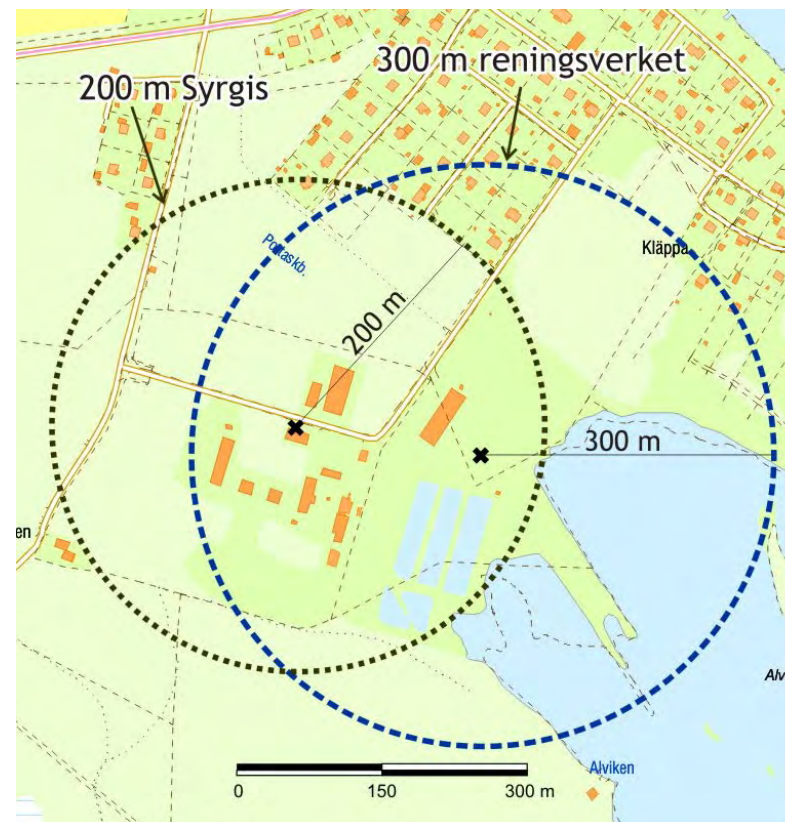 300 m reningsverket
200 m Syrgis
Pottaskb.
Kläppa
200 m
300 m
en
Alv
0 150 300 m
Alviken